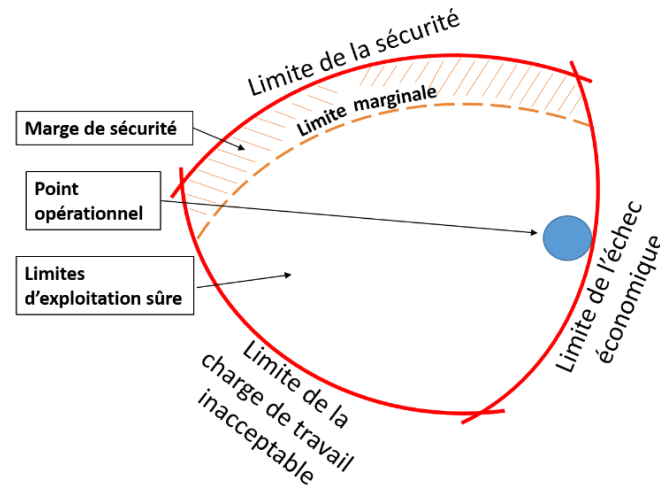 Limite de la sécurité
Limite marginale
Marge de sécurité
Point
opérationnel
Limites
d'exploitation sûre
Limite de l'échec
économique
Limite de la
charge de travail
inacceptable